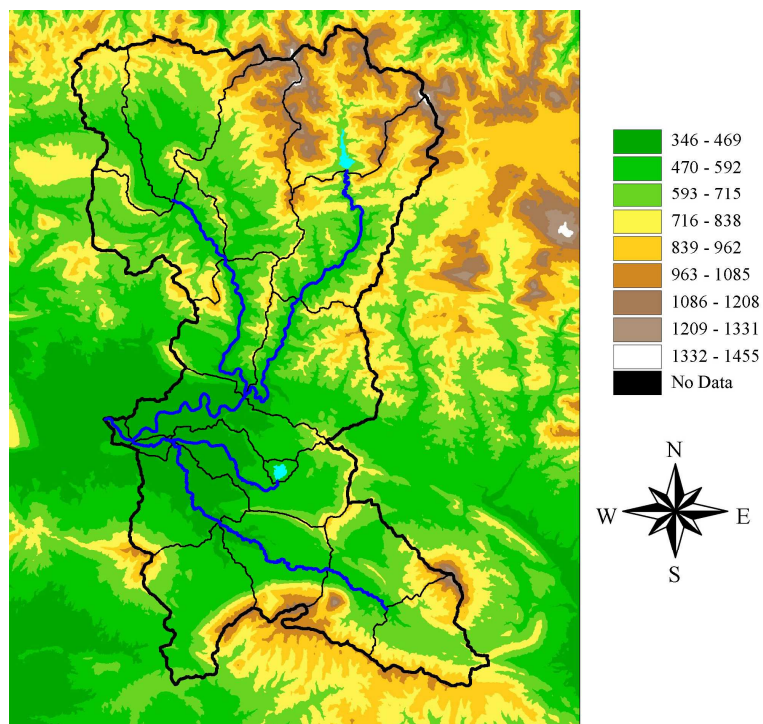 346 - 469
470 - 592
593 - 715
716 - 838
839 - 962
963 - 1085
1086 - 1208
1209 - 1331
1332 - 1455
No Data
N
W E
S